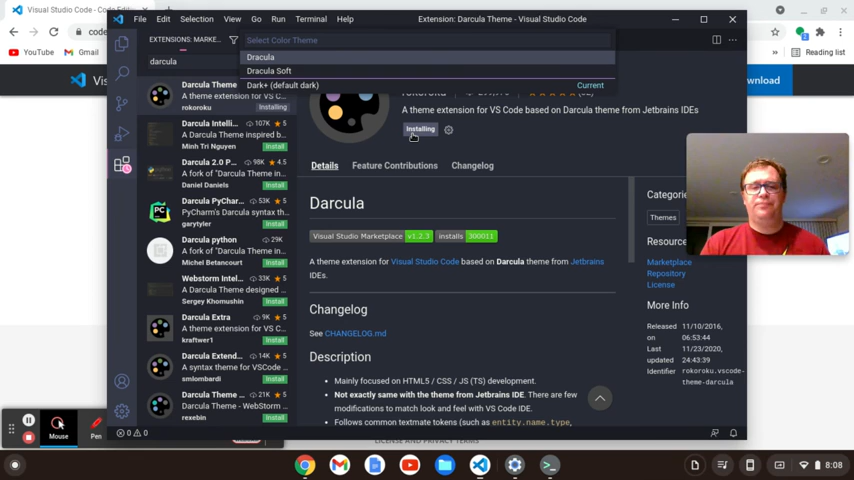 File Edit Selection View Go Run Terminal Help
Extension: Darcula Theme - Visual Studio Code
YouTube
Gmail
Reading list
EXTENSIONS: MARKE...
darcula
Select Color Theme
Dracula
Dracula Soft
Dark+ (default dark)
Current
Darcula Theme
A theme extension for VS C...
rokoroku
Installing
Darcula Intelli... 107K 5
A Darcula Theme inspired b...
Minh Tri Nguyen
Install
Darcula 2.0 P... 98K 4.5
A fork of "Darcula Theme" in...
Daniel Daniels
Install
Darcula PyChar... 53K 5
PyCharm's Darcula syntax th...
garytyler
Install
Darcula python 29K
A fork of "Darcula Theme" in...
Michel Betancourt
Install
Webstorm Intel... 33K 5
Darcula Theme designed ...
Sergey Khomushin
Install
Darcula Extra 9K 5
A theme extension for VS C...
kraftwer1
Install
Darcula Extend... 14K 5
A syntax theme for VSCode ...
smlombardi
Install
Darcula Theme ... 21K 5
Darcula Theme - WebStorm ...
rexebin
Install
A theme extension for VS Code based on Darcula theme from Jetbrains IDEs
Installing
Details Feature Contributions Changelog
Darcula
Visual Studio Marketplace v1.2.3 installs 300011
A theme extension for Visual Studio Code based on Darcula theme from Jetbrains
IDEs.
Changelog
See CHANGELOG.md
Description
Mainly focused on HTML5 / CSS / JS (TS) development.
Not exactly same with the theme from Jetbrains IDE. There are few
modifications to match look and feel with VS Code IDE.
Follows common textmate tokens (such as entity.name.type,
Categorie
Themes
Resource
Marketplace
Repository
License
More Info
Released 11/10/2016,
on 06:53:44
Last 11/23/2020,
updated 24:43:39
Identifier rokoroku.vscode-
theme-darcula
0 0
Mouse
Pen
LICENSE AND PRIVACY TERMS
8:08